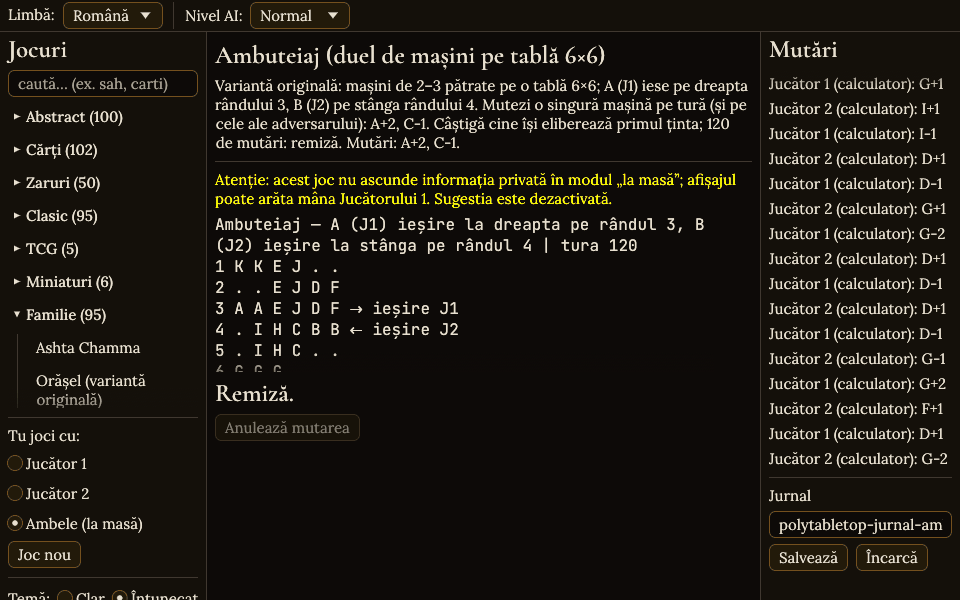 Limbă: Română ▼ Nivel AI: Normal ▼
Jocuri
caută... (ex. sah, carti)
▸ Abstract (100)
▸ Cărți (102)
▸ Zaruri (50)
▸ Clasic (95)
▸ TCG (5)
▸ Miniaturi (6)
▾ Familie (95)
Ashta Chamma
Orășel (variantă
originală)
Tu joci cu:
Jucător 1
Jucător 2
Ambele (la masă)
Joc nou
Temă: Clar Întunecat
Ambuteiaj (duel de mașini pe tablă 6×6)
Variantă originală: mașini de 2–3 pătrate pe o tablă 6×6; A (J1) iese pe dreapta
rândului 3, B (J2) pe stânga rândului 4. Mutezi o singură mașină pe tură (și pe
cele ale adversarului): A+2, C-1. Câștigă cine își eliberează primul ținta; 120
de mutări: remiză. Mutări: A+2, C-1.
Atenție: acest joc nu ascunde informația privată în modul „la masă”; afișajul
poate arăta mâna Jucătorului 1. Sugestia este dezactivată.
Ambuteiaj — A (J1) ieșire la dreapta pe rândul 3, B
(J2) ieșire la stânga pe rândul 4 | tura 120
1 K K E J . .
2 . . E J D F
3 A A E J D F → ieșire J1
4 . I H C B B ← ieșire J2
5 . I H C . .
6 G G G
Remiză.
Anulează mutarea
Mutări
Jucător 1 (calculator): G+1
Jucător 2 (calculator): I+1
Jucător 1 (calculator): I-1
Jucător 2 (calculator): D+1
Jucător 1 (calculator): D-1
Jucător 2 (calculator): G+1
Jucător 1 (calculator): G-2
Jucător 2 (calculator): D+1
Jucător 1 (calculator): D-1
Jucător 2 (calculator): D+1
Jucător 1 (calculator): D-1
Jucător 2 (calculator): G-1
Jucător 1 (calculator): G+2
Jucător 2 (calculator): F+1
Jucător 1 (calculator): D+1
Jucător 2 (calculator): G-2
Jurnal
polytabletop-jurnal-am
Salvează Încarcă